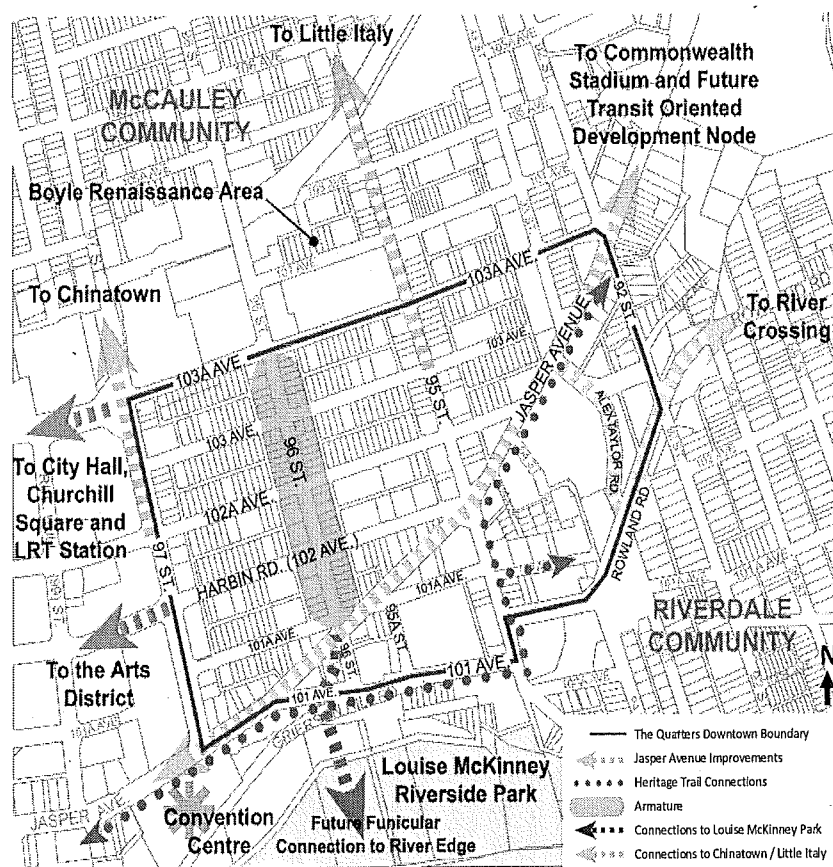 To Little Italy
To Commonwealth
Stadium and Future
Transit Oriented
Development Node
McCAULEY
COMMUNITY
Boyle Renaissance Area
To Chinatown
103A AVE.
92 ST.
To River
Crossing
103A AVE.
103 AVE.
JASPER AVENUE
95 ST.
ALEX TAYLOR RD.
103 AVE.
96 ST.
To City Hall,
Churchill
Square and
LRT Station
102A AVE.
97 ST.
HARBIN RD. (102 AVE.)
ROWLAND RD
101A AVE.
95A ST.
RIVERDALE
COMMUNITY
101A AVE.
96 ST.
To the Arts
District
101 AVE.
101 AVE.
N
GRIERSON
JASPER AVE
Convention
Centre
Louise McKinney
Riverside Park
Future Funicular
Connection to River Edge
The Quarters Downtown Boundary
Jasper Avenue Improvements
Heritage Trail Connections
Armature
Connections to Louise McKinney Park
Connections to Chinatown / Little Italy